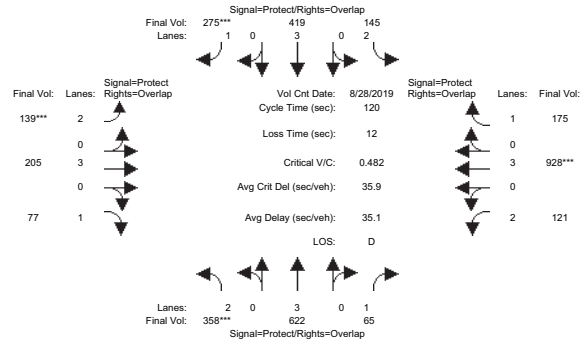 Signal=Protect/Rights=Overlap
Final Vol: 275*** 419 145
Lanes: 1 0 3 0 2
Signal=Protect Signal=Protect
Final Vol: Lanes: Rights=Overlap Vol Cnt Date: 8/28/2019 Rights=Overlap Lanes: Final Vol:
Cycle Time (sec): 120
139*** 2 1 175
Loss Time (sec): 12
0 0
205 3 Critical V/C: 0.482 3 928***
0 Avg Crit Del (sec/veh): 35.9 0
77 1 Avg Delay (sec/veh): 35.1 2 121
LOS: D
Lanes: 2 0 3 0 1
Final Vol: 358*** 622 65
Signal=Protect/Rights=Overlap